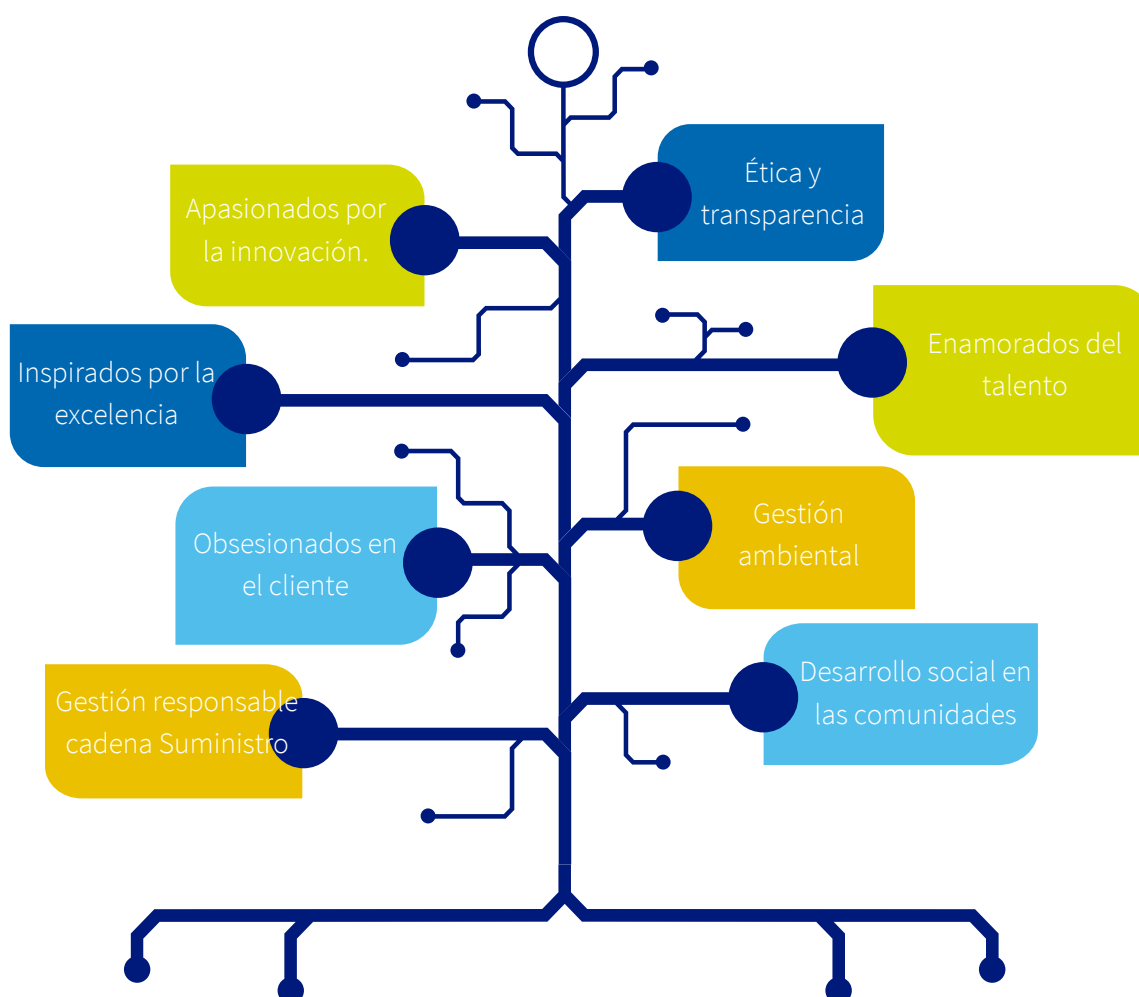 Ética y
transparencia
Apasionados por
la innovación.
Enamorados del
talento
Inspirados por la
excelencia
Gestión
ambiental
Obsesionados en
el cliente
Desarrollo social en
las comunidades
Gestión responsable
cadena Suministro